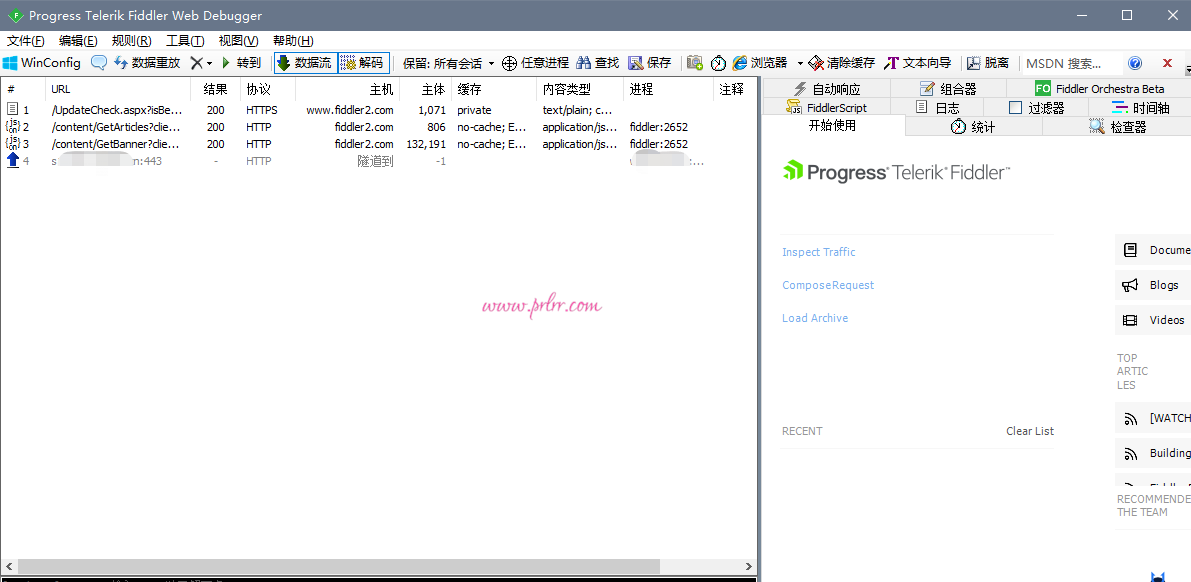 Progress Telerik Fiddler Web Debugger
文件(F) 编辑(E) 规则(R) 工具(T) 视图(V) 帮助(H)
WinConfig 数据重放 转到 数据流 解码 保留: 所有会话 任意进程 查找 保存 浏览器 清除缓存 文本向导 脱离 MSDN 搜索...
# URL 结果 协议 主机 主体 缓存 内容类型 进程 注释
1 /UpdateCheck.aspx?isBe... 200 HTTPS www.fiddler2.com 1,071 private text/plain; c...
2 /content/GetArticles?clie... 200 HTTP fiddler2.com 806 no-cache; E... application/js... fiddler:2652
3 /content/GetBanner?clie... 200 HTTP fiddler2.com 132,191 no-cache; E... application/js... fiddler:2652
4 s n:443 - HTTP 隧道到 -1 :...
www.prlrr.com
自动响应 组合器 FO Fiddler Orchestra Beta
FiddlerScript 日志 过滤器 时间轴
开始使用 统计 检查器
Progress Telerik Fiddler™
Inspect Traffic
ComposeRequest
Load Archive
RECENT Clear List
Docume
Blogs
Videos
TOP
ARTIC
LES
[WATCH
Building
RECOMMENDE
THE TEAM